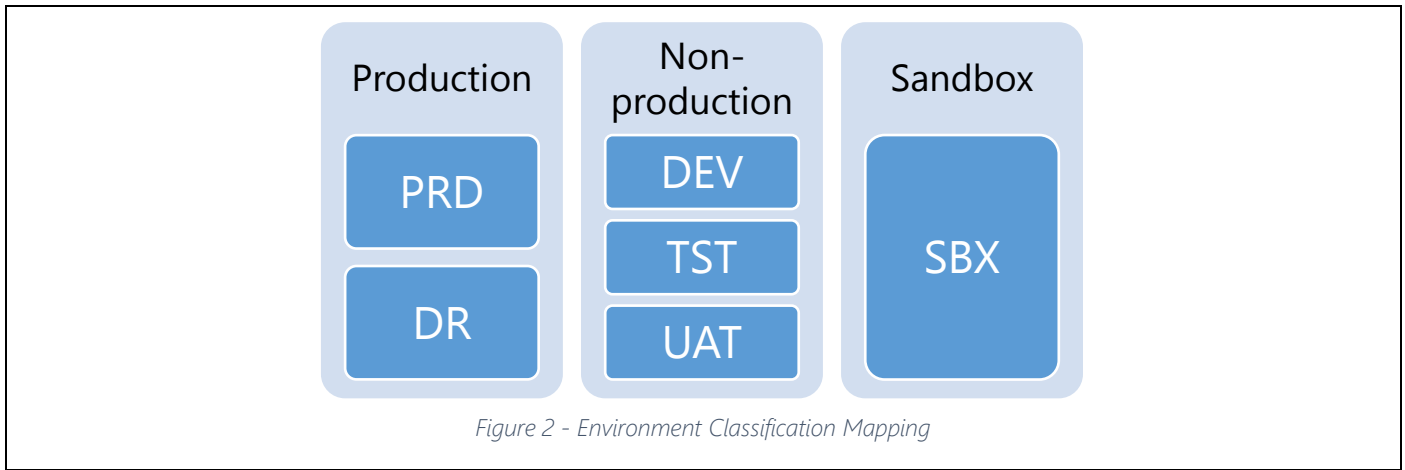 Production
PRD
DR
Non-
production
DEV
TST
UAT
Sandbox
SBX
Figure 2 - Environment Classification Mapping